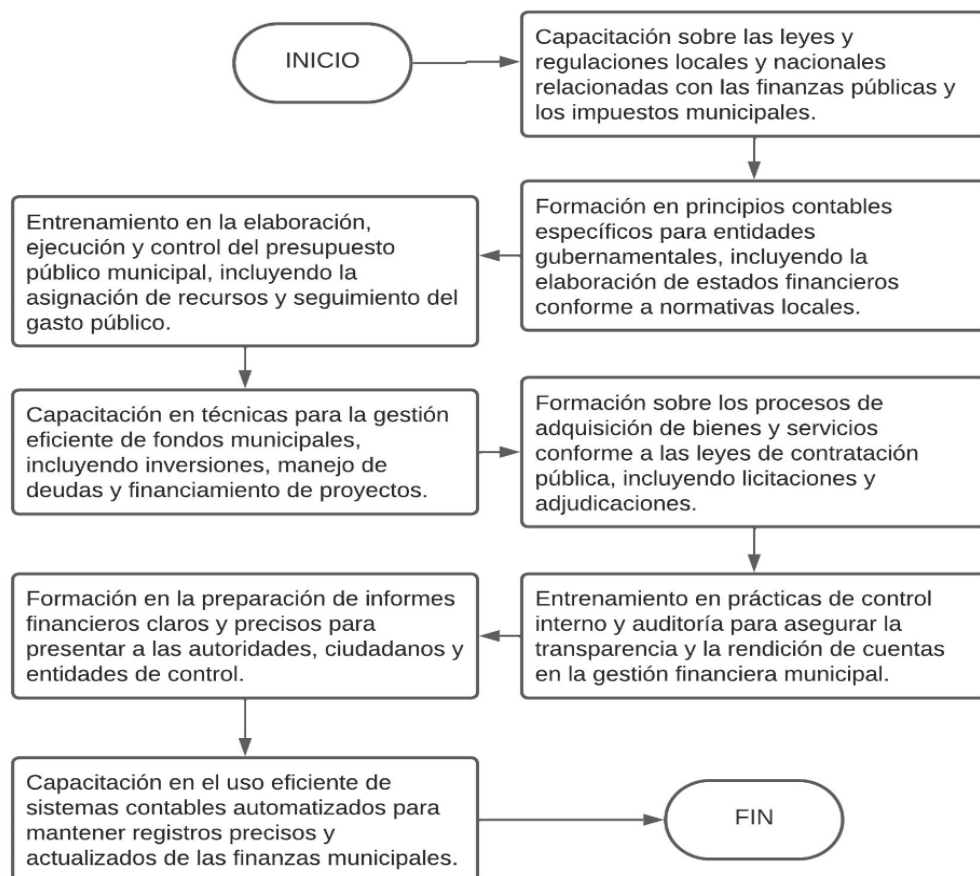 INICIO
Capacitación sobre las leyes y
regulaciones locales y nacionales
relacionadas con las finanzas públicas y
los impuestos municipales.
Formación en principios contables
específicos para entidades
gubernamentales, incluyendo la
elaboración de estados financieros
conforme a normativas locales.
Entrenamiento en la elaboración,
ejecución y control del presupuesto
público municipal, incluyendo la
asignación de recursos y seguimiento del
gasto público.
Capacitación en técnicas para la gestión
eficiente de fondos municipales,
incluyendo inversiones, manejo de
deudas y financiamiento de proyectos.
Formación sobre los procesos de
adquisición de bienes y servicios
conforme a las leyes de contratación
pública, incluyendo licitaciones y
adjudicaciones.
Entrenamiento en prácticas de control
interno y auditoría para asegurar la
transparencia y la rendición de cuentas
en la gestión financiera municipal.
Formación en la preparación de informes
financieros claros y precisos para
presentar a las autoridades, ciudadanos y
entidades de control.
Capacitación en el uso eficiente de
sistemas contables automatizados para
mantener registros precisos y
actualizados de las finanzas municipales.
FIN